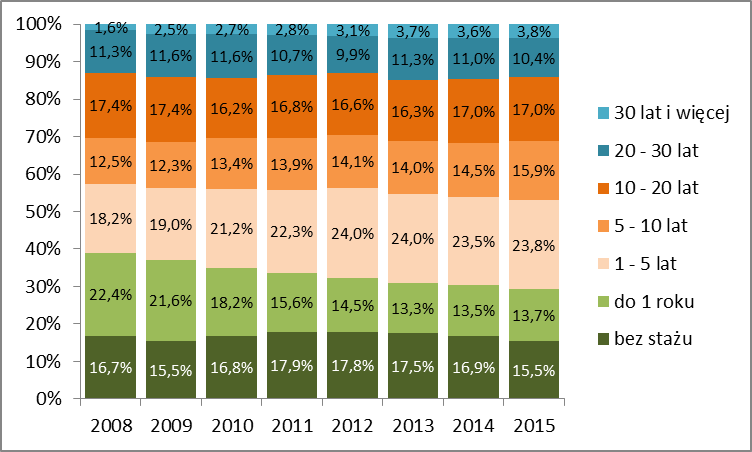 100%
90%
80%
70%
60%
50%
40%
30%
20%
10%
0%
1,6% 2,5% 2,7% 2,8% 3,1% 3,7% 3,6% 3,8%
11,3% 11,6% 11,6% 10,7% 9,9% 11,3% 11,0% 10,4%
17,4% 17,4% 16,2% 16,8% 16,6% 16,3% 17,0% 17,0%
12,5% 12,3% 13,4% 13,9% 14,1% 14,0% 14,5% 15,9%
18,2% 19,0% 21,2% 22,3% 24,0% 24,0% 23,5% 23,8%
22,4% 21,6% 18,2% 15,6% 14,5% 13,3% 13,5% 13,7%
16,7% 15,5% 16,8% 17,9% 17,8% 17,5% 16,9% 15,5%
2008 2009 2010 2011 2012 2013 2014 2015
30 lat i więcej
20 - 30 lat
10 - 20 lat
5 - 10 lat
1 - 5 lat
do 1 roku
bez stażu